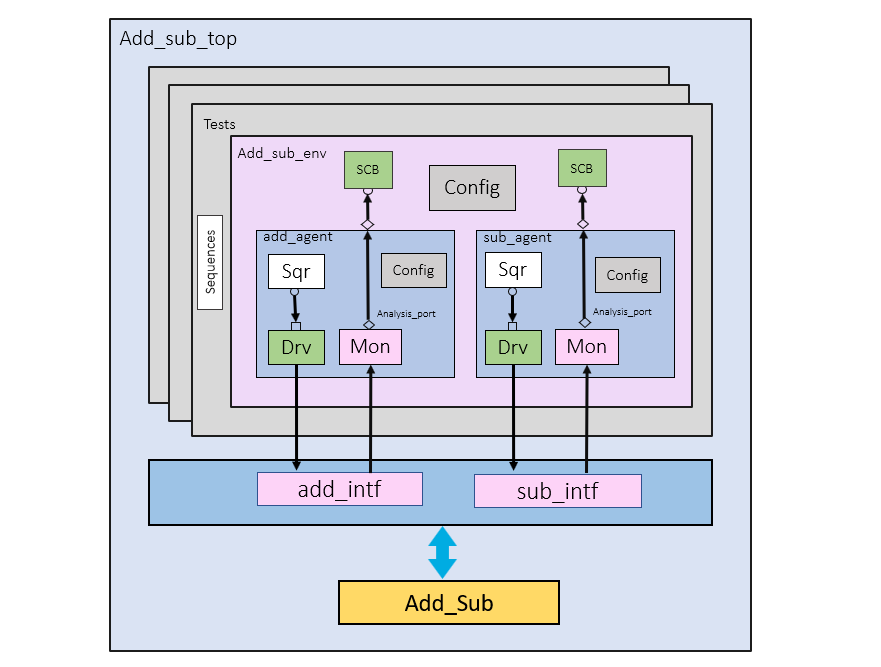 Add_sub_top
Tests
Add_sub_env
SCB
Config
SCB
Sequences
add_agent
Sqr
Config
Analysis_port
Drv
Mon
sub_agent
Sqr
Config
Analysis_port
Drv
Mon
add_intf
sub_intf
Add_Sub